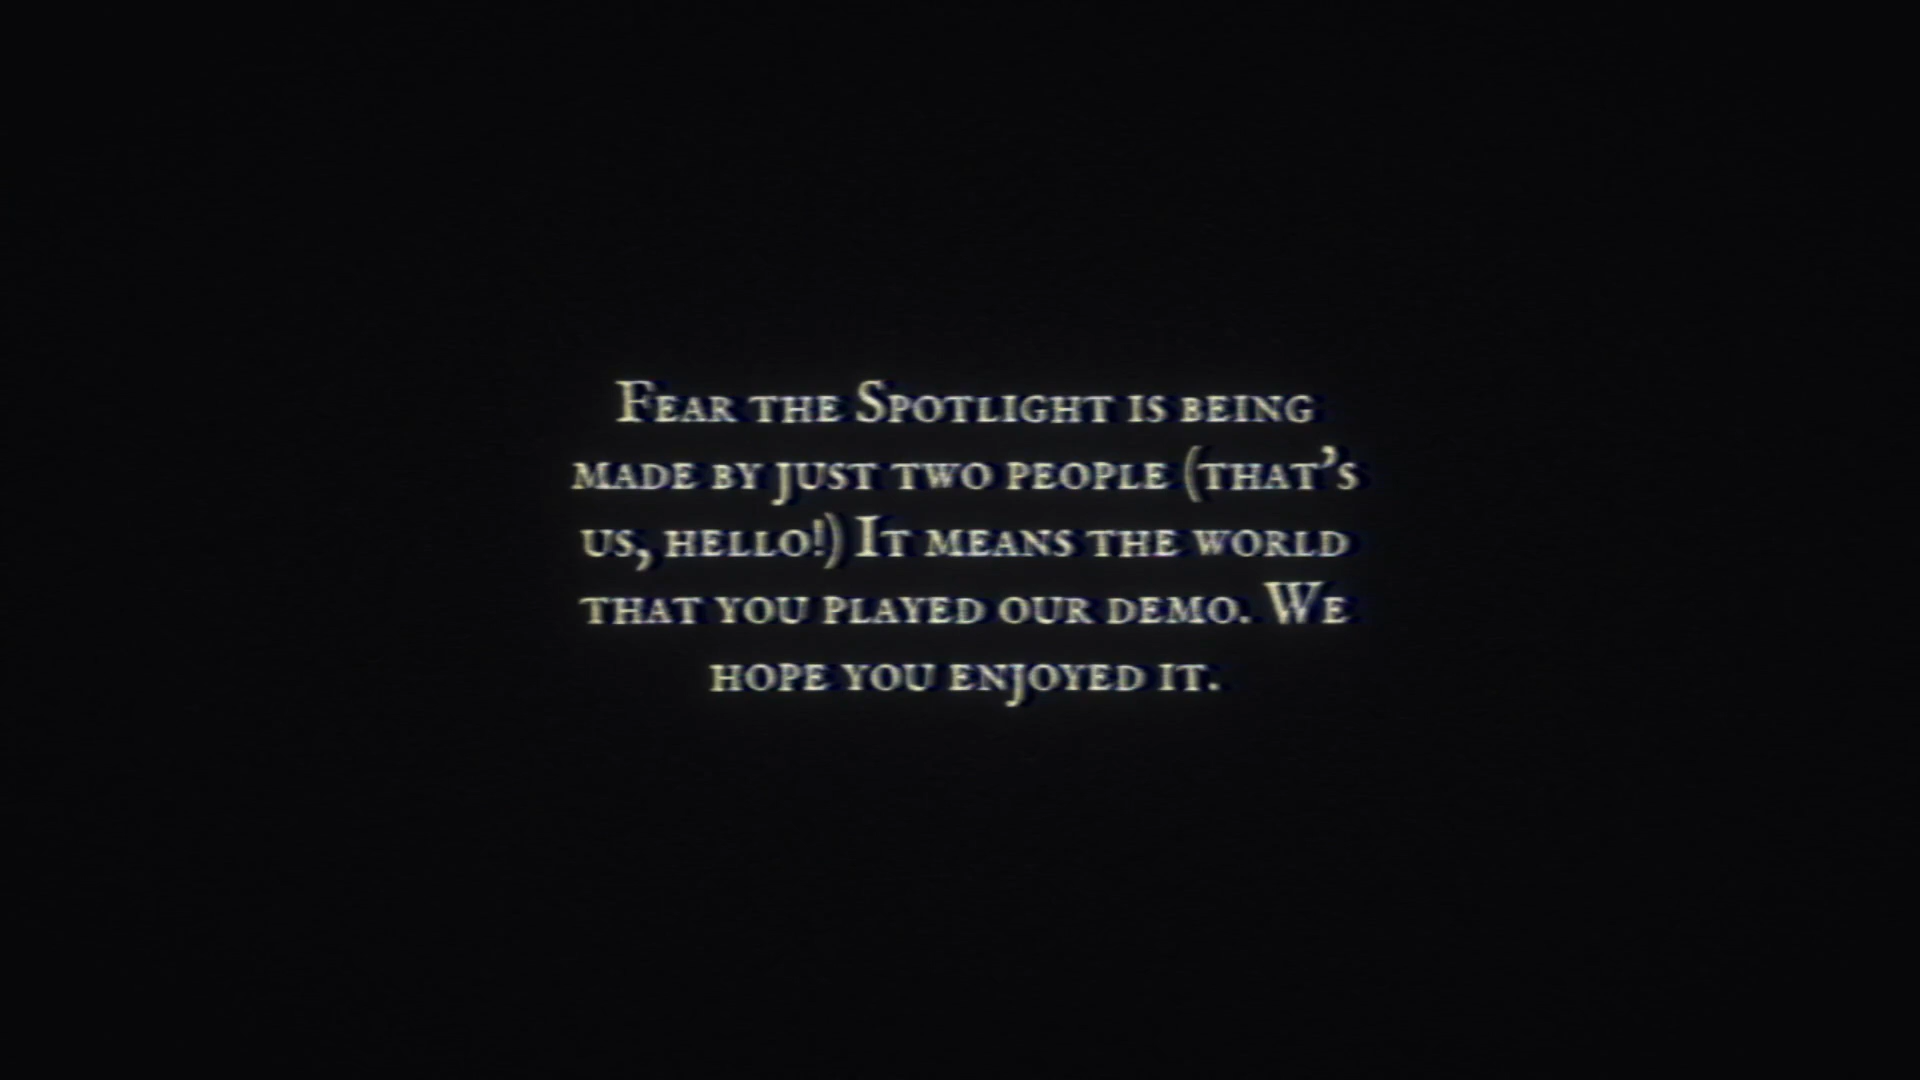 Fear the Spotlight is being
made by just two people (that's
us, hello!) It means the world
that you played our demo. We
hope you enjoyed it.